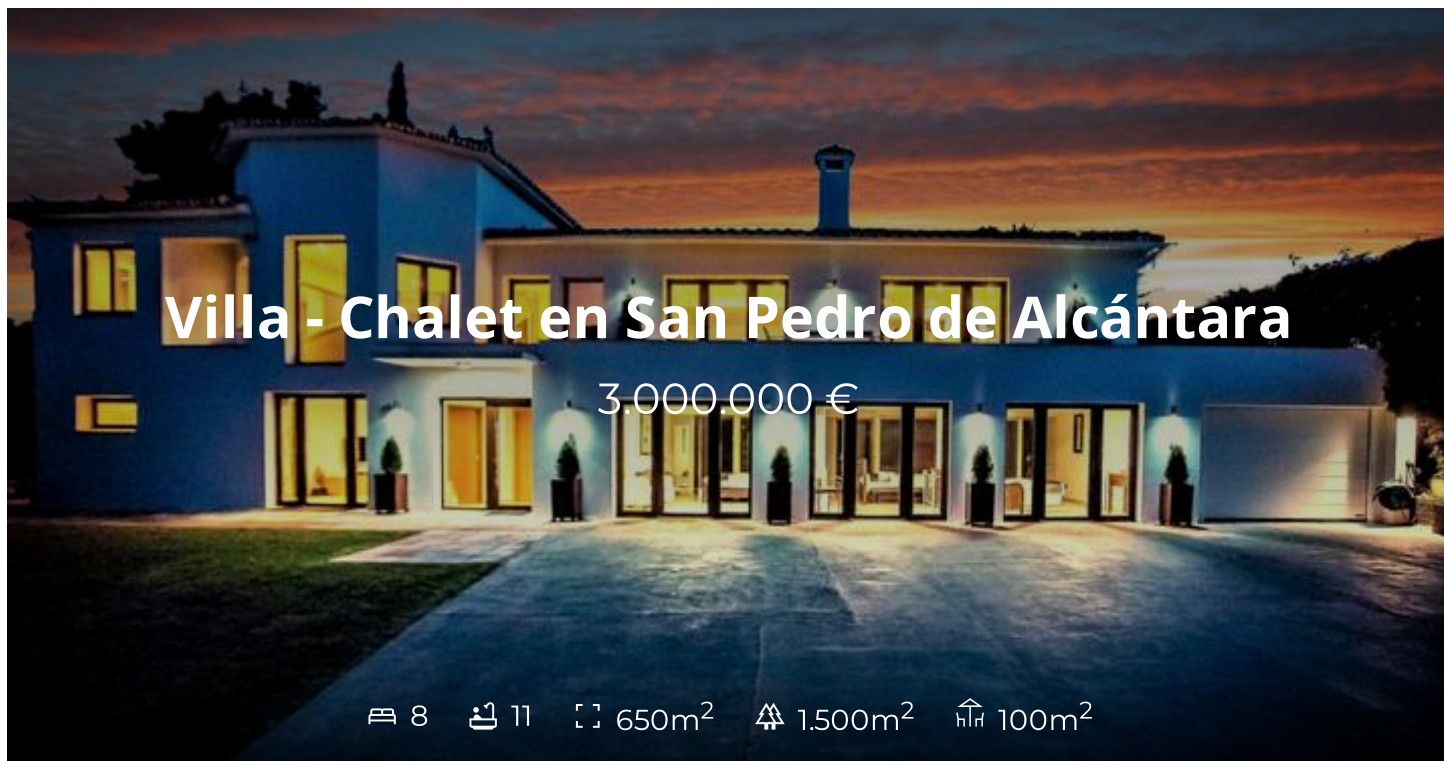 Villa - Chalet en San Pedro de Alcántara
3.000.000 €
8 11 650m² 1.500m² 100m²